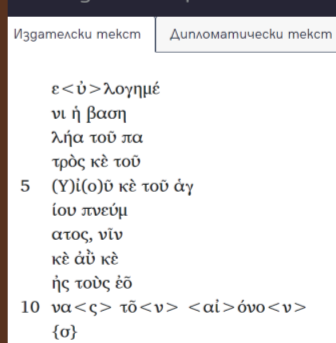 Издателски текст
Дипломатически текст
ε<ὐ>λογημέ
νι ἡ βαση
λήα τοῦ πα
τρὸς κὲ τοῦ
5 (Υ)ἱ(ο)ῦ κὲ τοῦ ἁγ
ίου πνεύμ
ατος, νῖν
κὲ ἀὒ κὲ
ἠς τοὺς ἐõ
10 να<ς> τõ<ν> <αἰ>όνο<ν>
{σ}